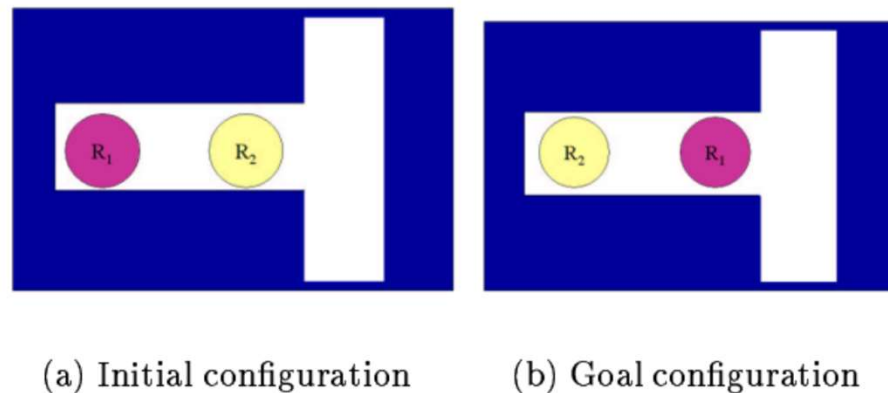 R₁ R₂
R₂ R₁
(a) Initial configuration
(b) Goal configuration